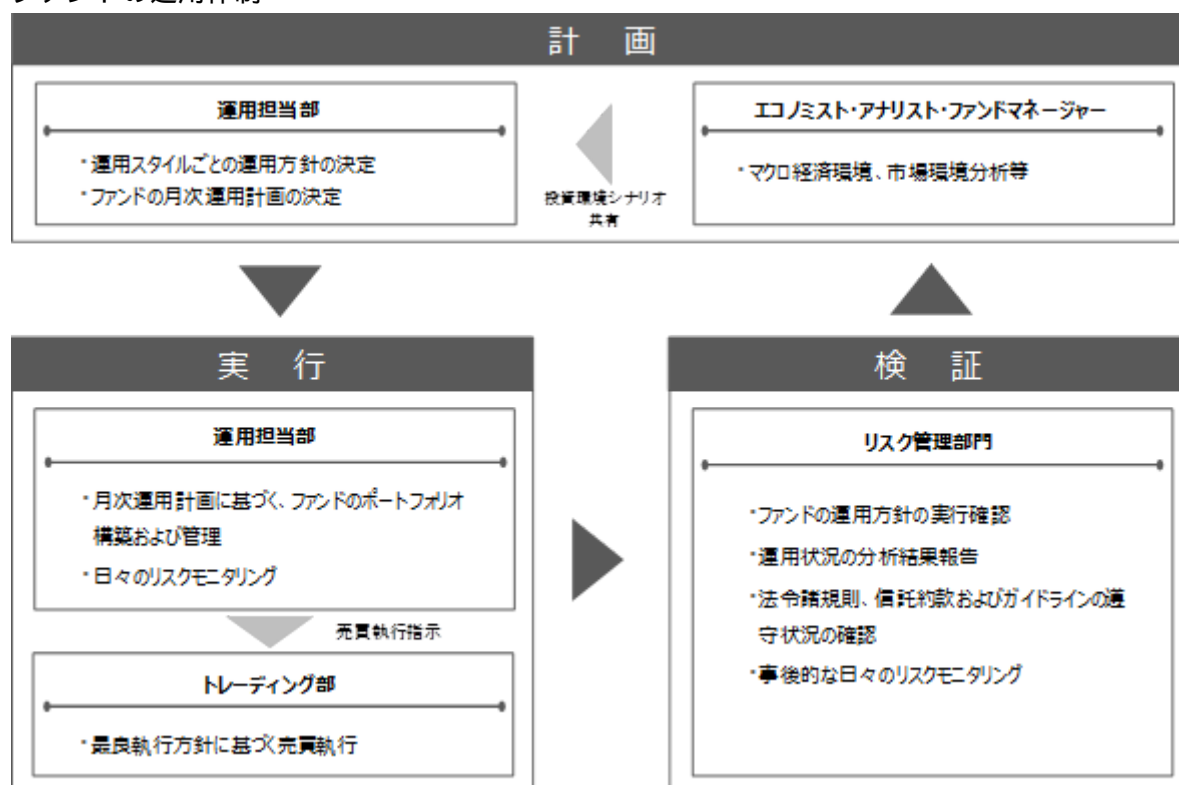 ファンドの運用体制
計 画
運用担当部
・運用スタイルごとの運用方針の決定
・ファンドの月次運用計画の決定
投資環境シナリオ
共有
エコノミスト・アナリスト・ファンドマネージャー
・マクロ経済環境、市場環境分析等
実 行
運用担当部
・月次運用計画に基づく、ファンドのポートフォリオ
構築および管理
・日々のリスクモニタリング
売買執行指示
トレーディング部
・最良執行方針に基づく売買執行
検 証
リスク管理部門
・ファンドの運用方針の実行確認
・運用状況の分析結果報告
・法令諸規則、信託約款およびガイドラインの遵
守状況の確認
・事後的な日々のリスクモニタリング